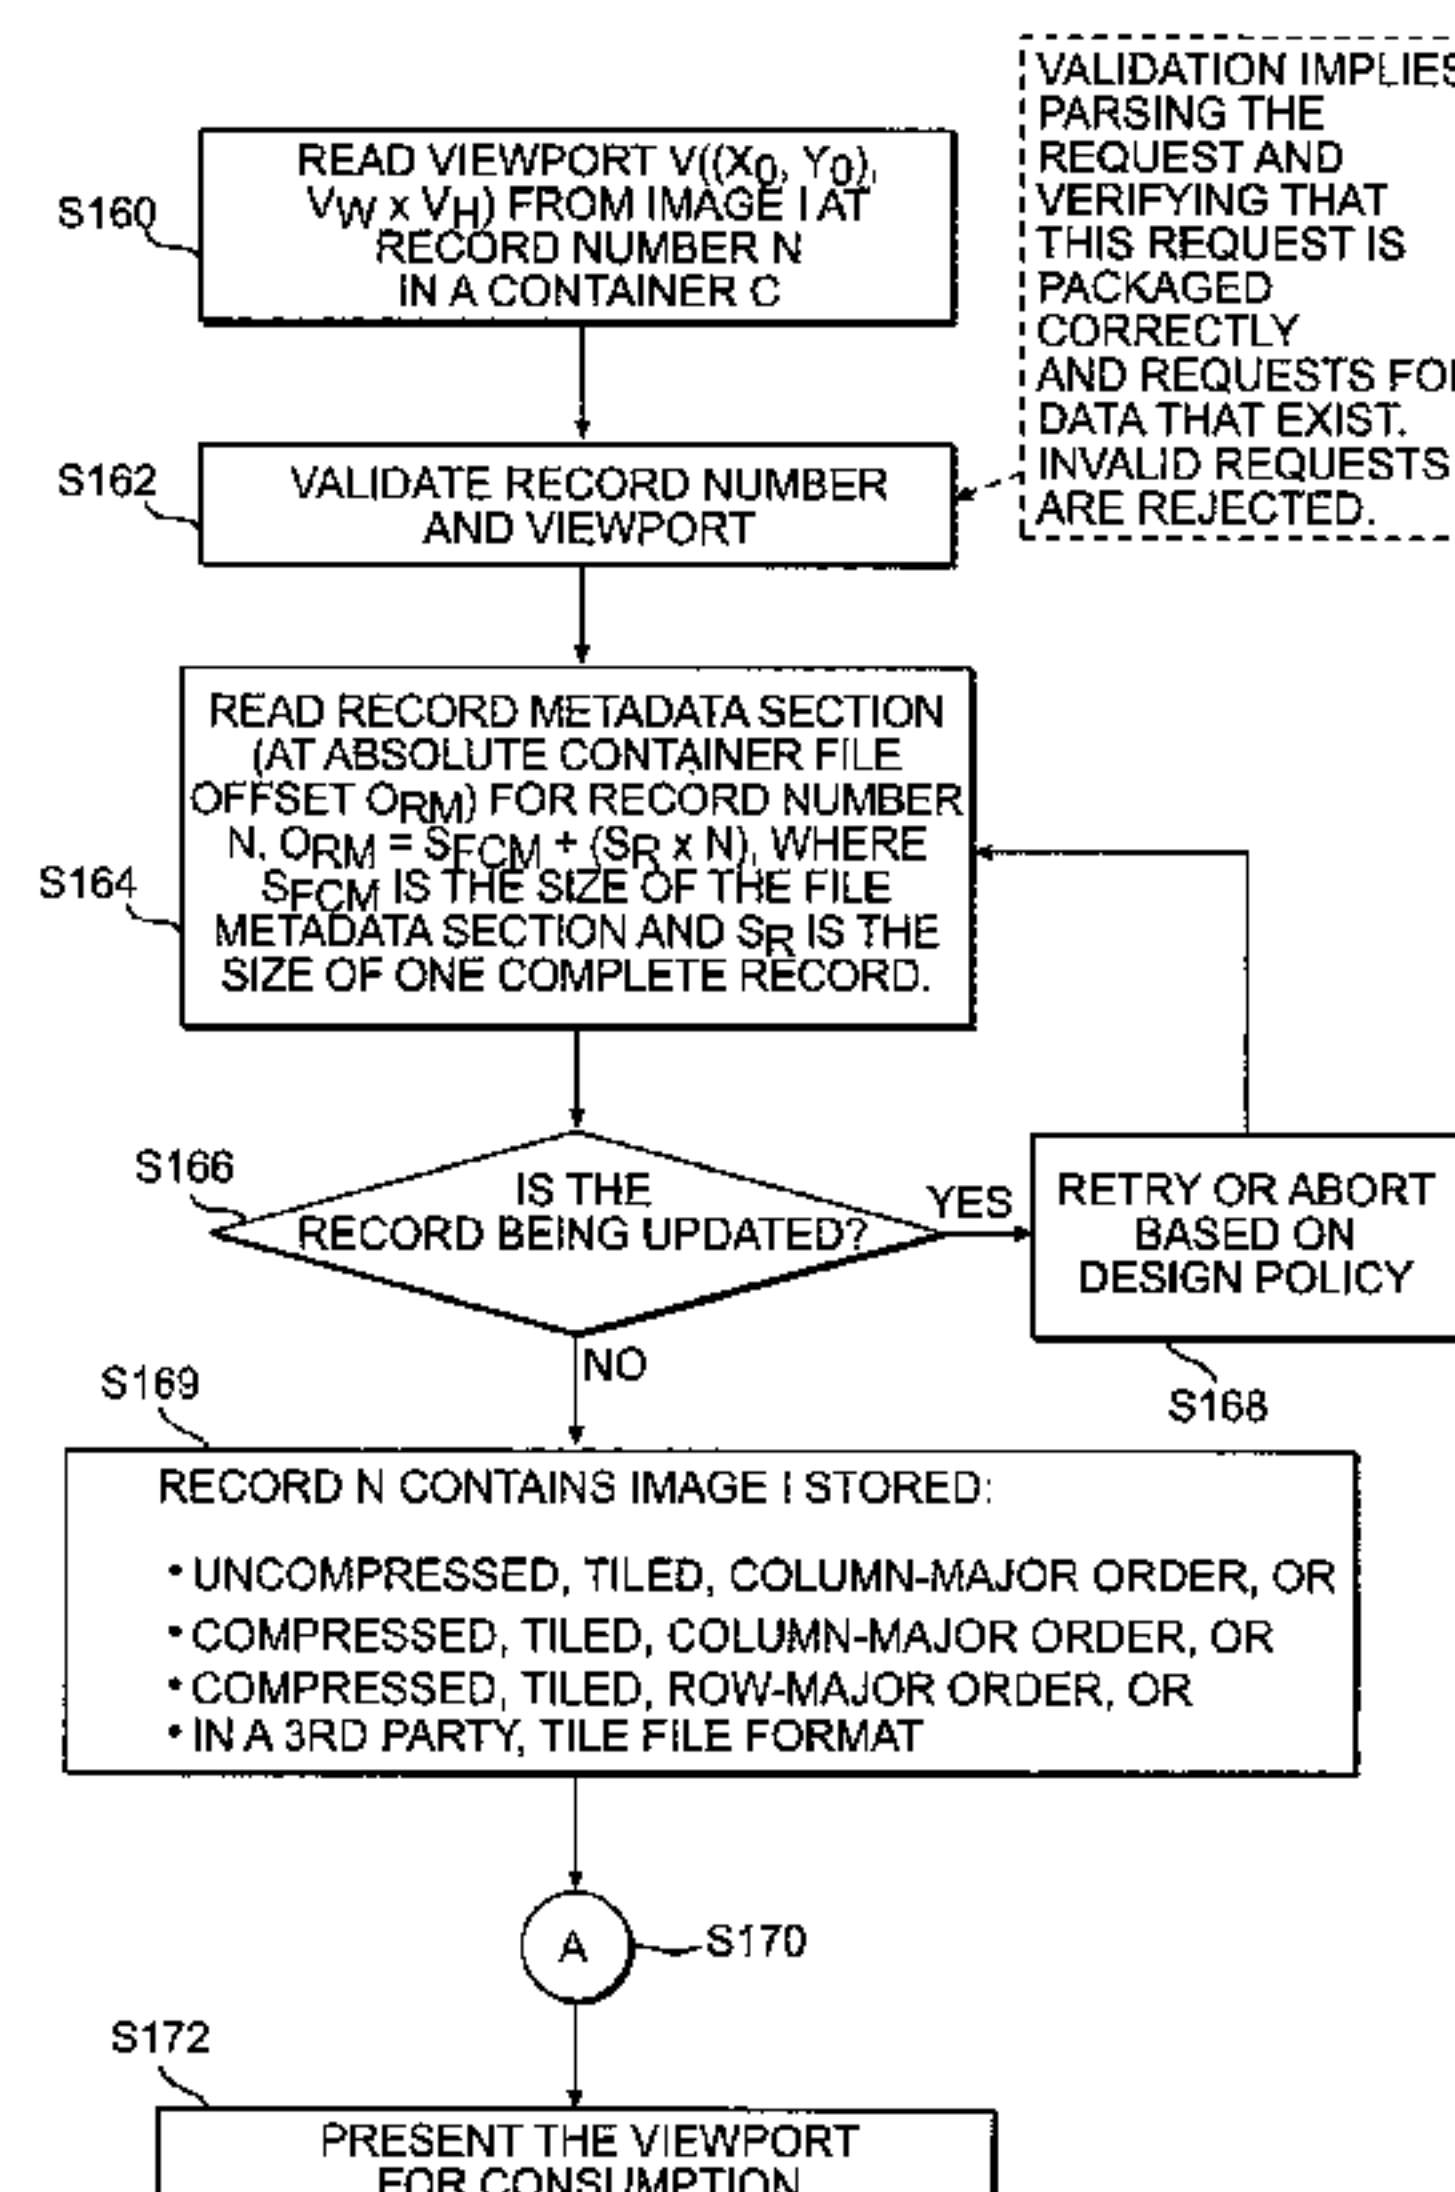 VALIDATION IMPLIES
PARSING THE
REQUEST AND
VERIFYING THAT
THIS REQUEST IS
PACKAGED
CORRECTLY
AND REQUESTS FOR
DATA THAT EXIST.
INVALID REQUESTS
ARE REJECTED.
S160
READ VIEWPORT V((X0, Y0),
VW x VH) FROM IMAGE I AT
RECORD NUMBER N
IN A CONTAINER C
S162
VALIDATE RECORD NUMBER
AND VIEWPORT
S164
READ RECORD METADATA SECTION
(AT ABSOLUTE CONTAINER FILE
OFFSET ORM) FOR RECORD NUMBER
N, ORM = SFCM + (SR x N), WHERE
SFCM IS THE SIZE OF THE FILE
METADATA SECTION AND SR IS THE
SIZE OF ONE COMPLETE RECORD.
S166
IS THE
RECORD BEING UPDATED?
YES
RETRY OR ABORT
BASED ON
DESIGN POLICY
S168
NO
S169
RECORD N CONTAINS IMAGE I STORED:
• UNCOMPRESSED, TILED, COLUMN-MAJOR ORDER, OR
• COMPRESSED, TILED, COLUMN-MAJOR ORDER, OR
• COMPRESSED, TILED, ROW-MAJOR ORDER, OR
• IN A 3RD PARTY, TILE FILE FORMAT
A
S170
S172
PRESENT THE VIEWPORT
FOR CONSUMPTION